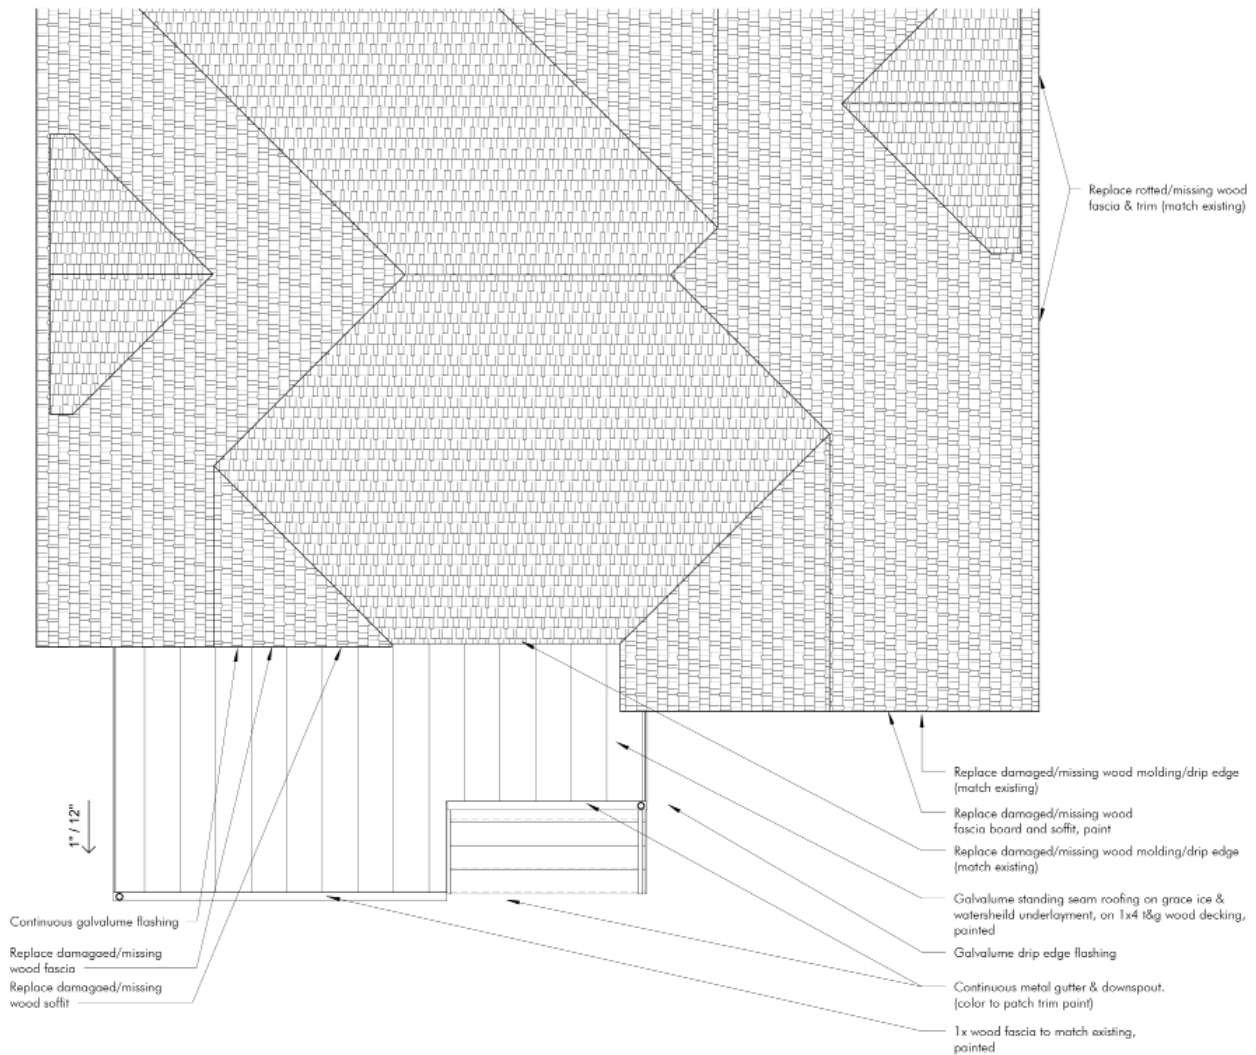 Replace rotted/missing wood
fascia & trim (match existing)
1" / 12"
Replace damaged/missing wood molding/drip edge
(match existing)
Replace damaged/missing wood
fascia board and soffit, paint
Replace damaged/missing wood molding/drip edge
(match existing)
Galvalume standing seam roofing on grace ice &
watersheild underlayment, on 1x4 t&g wood decking,
painted
Galvalume drip edge flashing
Continuous metal gutter & downspout.
(color to patch trim paint)
1x wood fascia to match existing,
painted
Continuous galvalume flashing
Replace damagaed/missing
wood fascia
Replace damagaed/missing
wood soffit